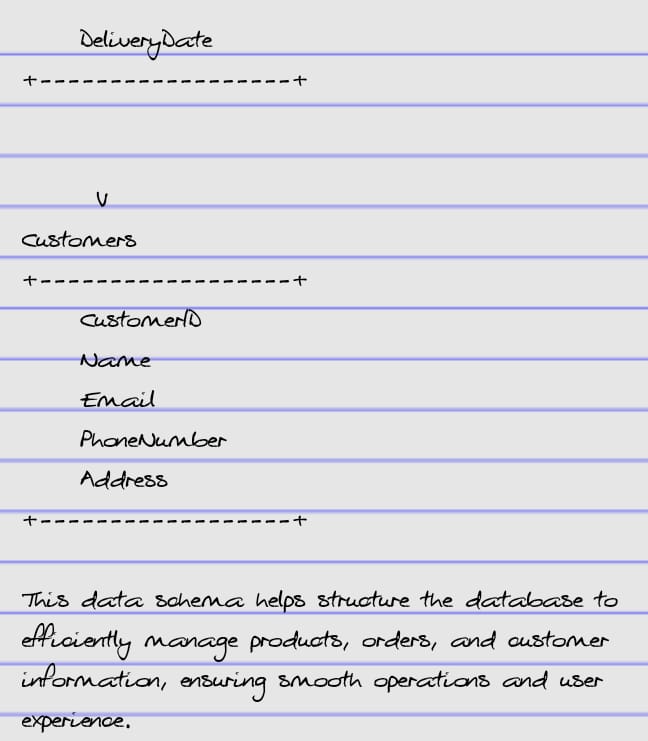 DeliveryDate
+------------------+
v
Customers
+------------------+
CustomerID
Name
Email
PhoneNumber
Address
+------------------+
This data schema helps structure the database to
efficiently manage products, orders, and customer
information, ensuring smooth operations and user
experience.